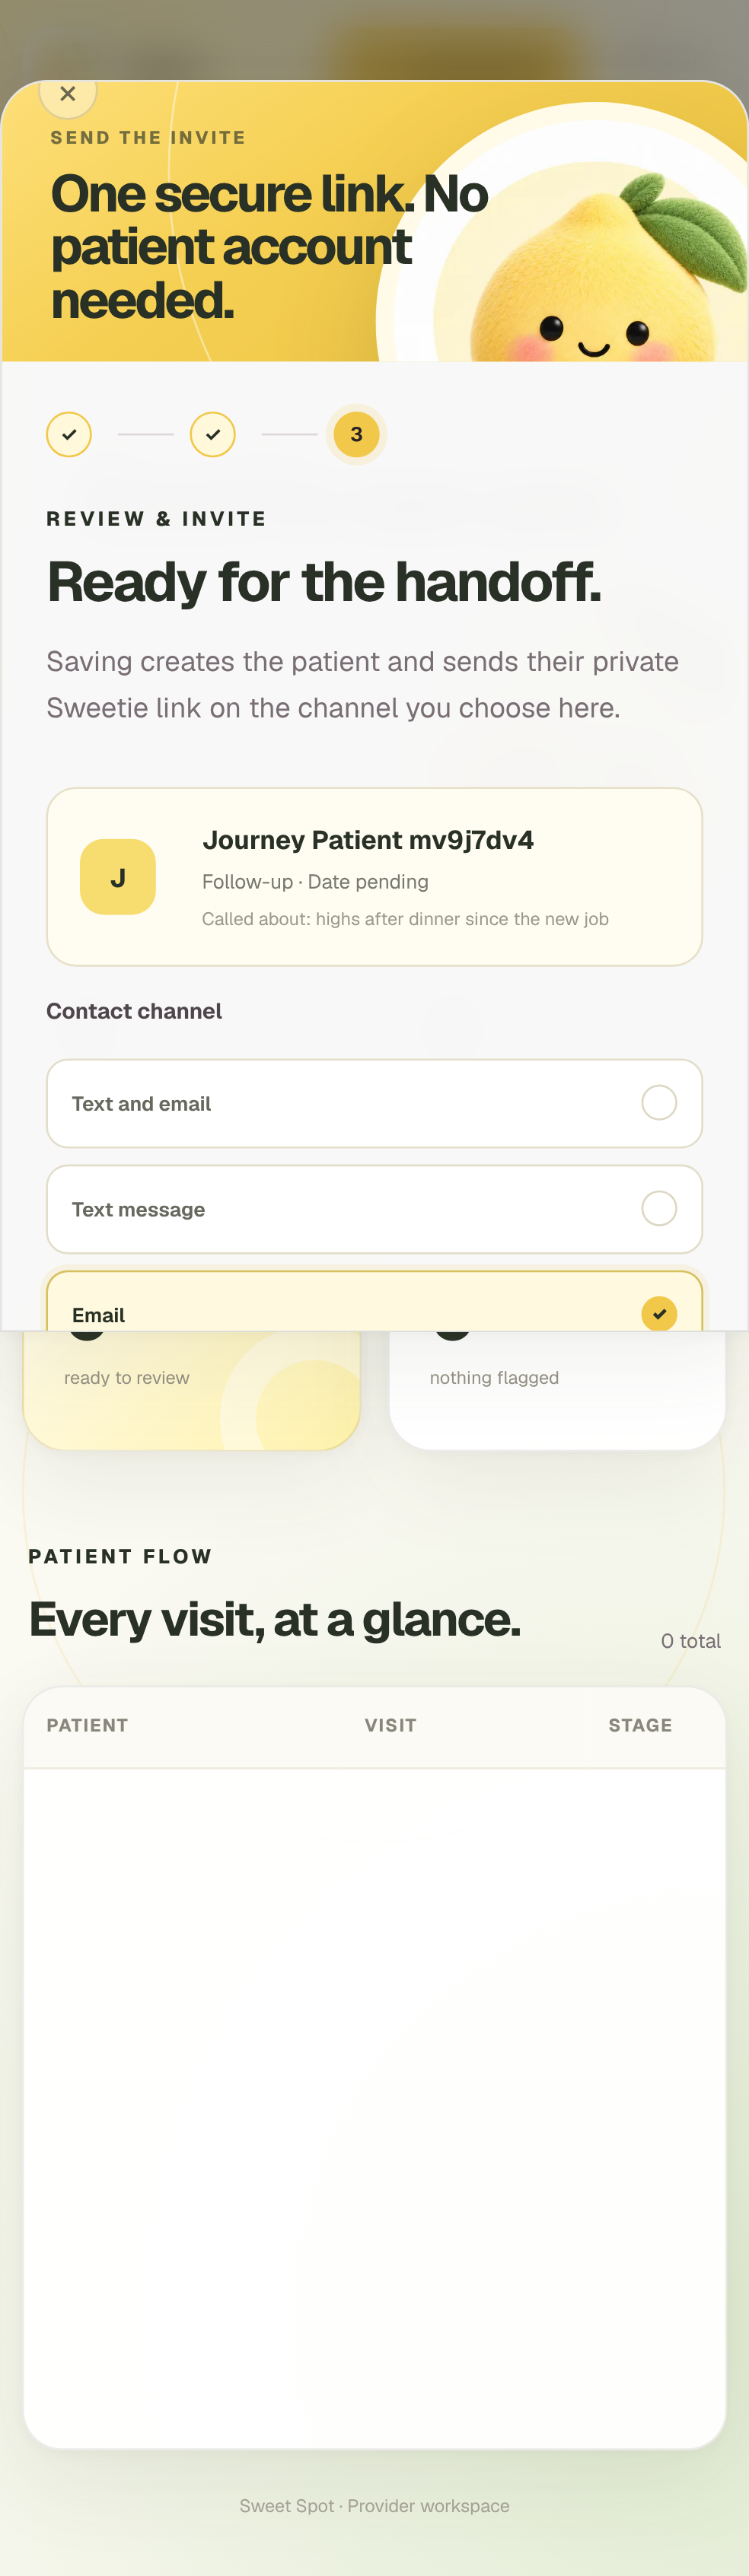 SEND THE INVITE
One secure link. No
patient account
needed.
3
REVIEW & INVITE
Ready for the handoff.
Saving creates the patient and sends their private
Sweetie link on the channel you choose here.
J
Journey Patient mv9j7dv4
Follow-up · Date pending
Called about: highs after dinner since the new job
Contact channel
Text and email
Text message
Email
ready to review
nothing flagged
PATIENT FLOW
Every visit, at a glance.
0 total
PATIENT VISIT STAGE
Sweet Spot · Provider workspace